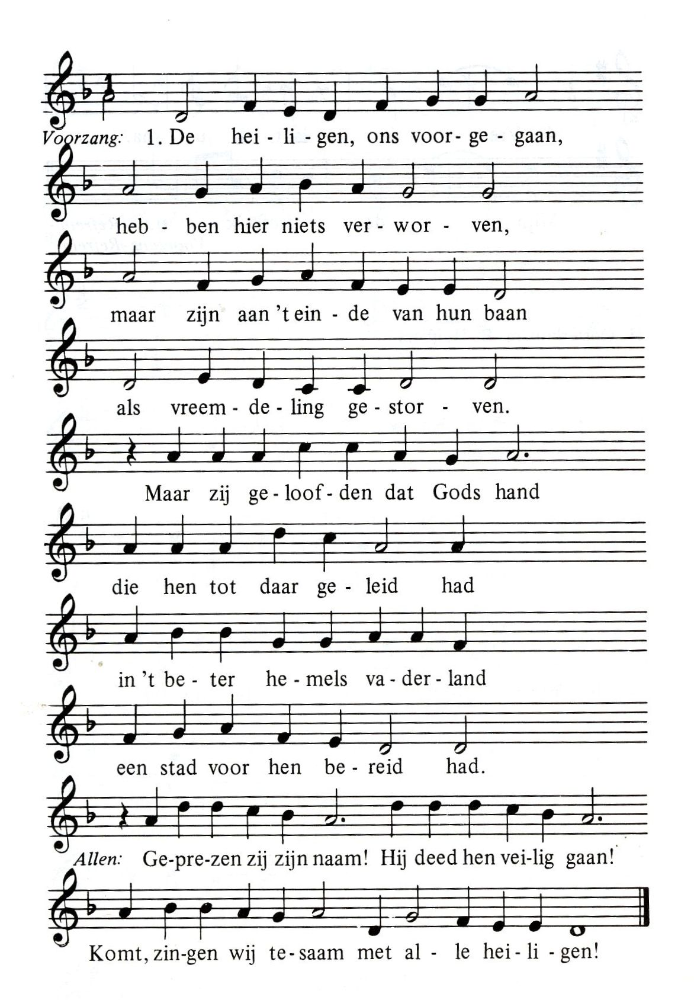 1
Voorzang: 1. De hei - li - gen, ons voor - ge - gaan,
heb - ben hier niets ver - wor - ven,
maar zijn aan 't ein - de van hun baan
als vreem - de - ling ge - stor - ven.
Maar zij ge - loof - den dat Gods hand
die hen tot daar ge - leid had
in 't be - ter he - mels va - der - land
een stad voor hen be - reid had.
Allen: Ge-pre-zen zij zijn naam! Hij deed hen vei-lig gaan!
Komt, zin-gen wij te-saam met al - le hei - li - gen!